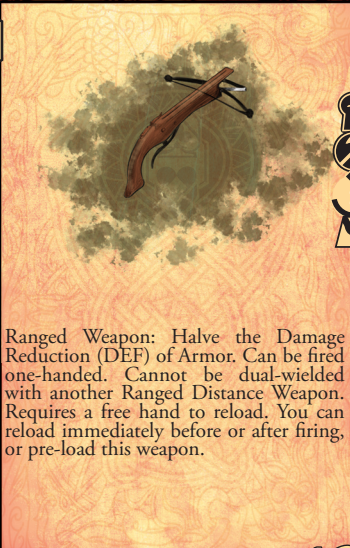 Ranged Weapon: Halve the Damage
Reduction (DEF) of Armor. Can be fired
one-handed. Cannot be dual-wielded
with another Ranged Distance Weapon.
Requires a free hand to reload. You can
reload immediately before or after firing,
or pre-load this weapon.